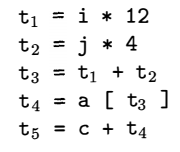 t₁ = i * 12
t₂ = j * 4
t₃ = t₁ + t₂
t₄ = a [ t₃ ]
t₅ = c + t₄